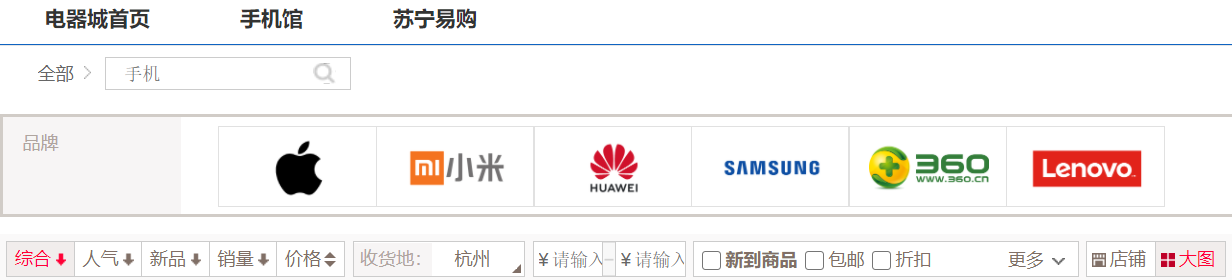 电器城首页 手机馆 苏宁易购
全部 手机
品牌 小米 HUAWEI SAMSUNG 360 www.360.cn Lenovo.
综合 人气 新品 销量 价格 收货地: 杭州 ¥ 请输入 - ¥ 请输入 新到商品 包邮 折扣 更多 店铺 大图